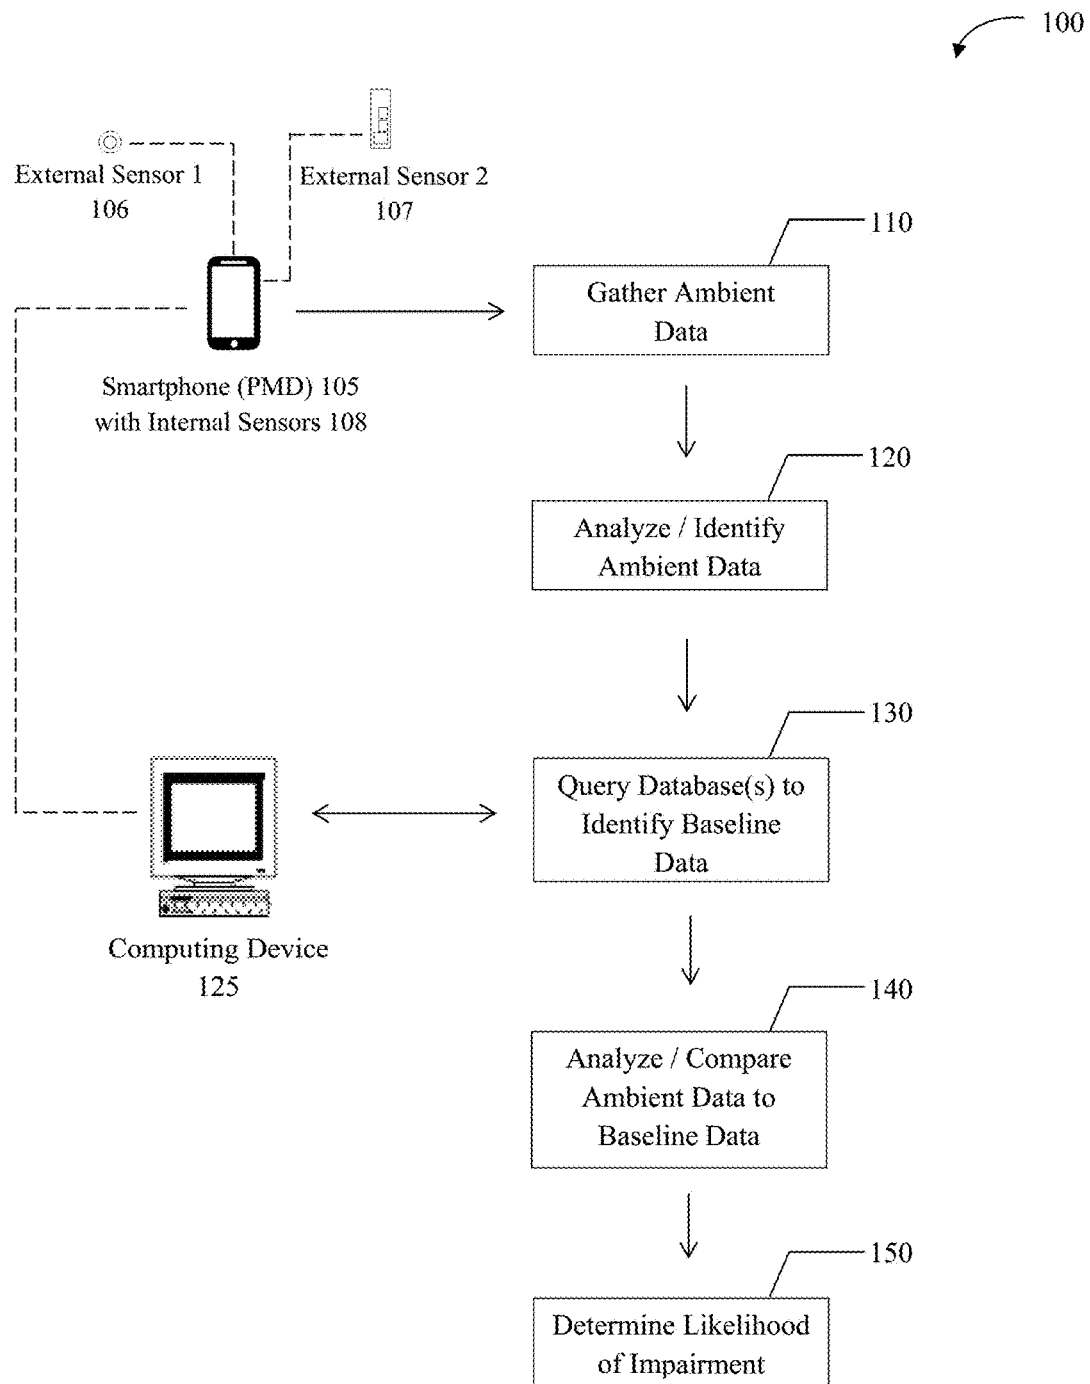 100
External Sensor 1
106
External Sensor 2
107
110
Gather Ambient
Data
Smartphone (PMD) 105
with Internal Sensors 108
120
Analyze / Identify
Ambient Data
130
Query Database(s) to
Identify Baseline
Data
Computing Device
125
140
Analyze / Compare
Ambient Data to
Baseline Data
150
Determine Likelihood
of Impairment